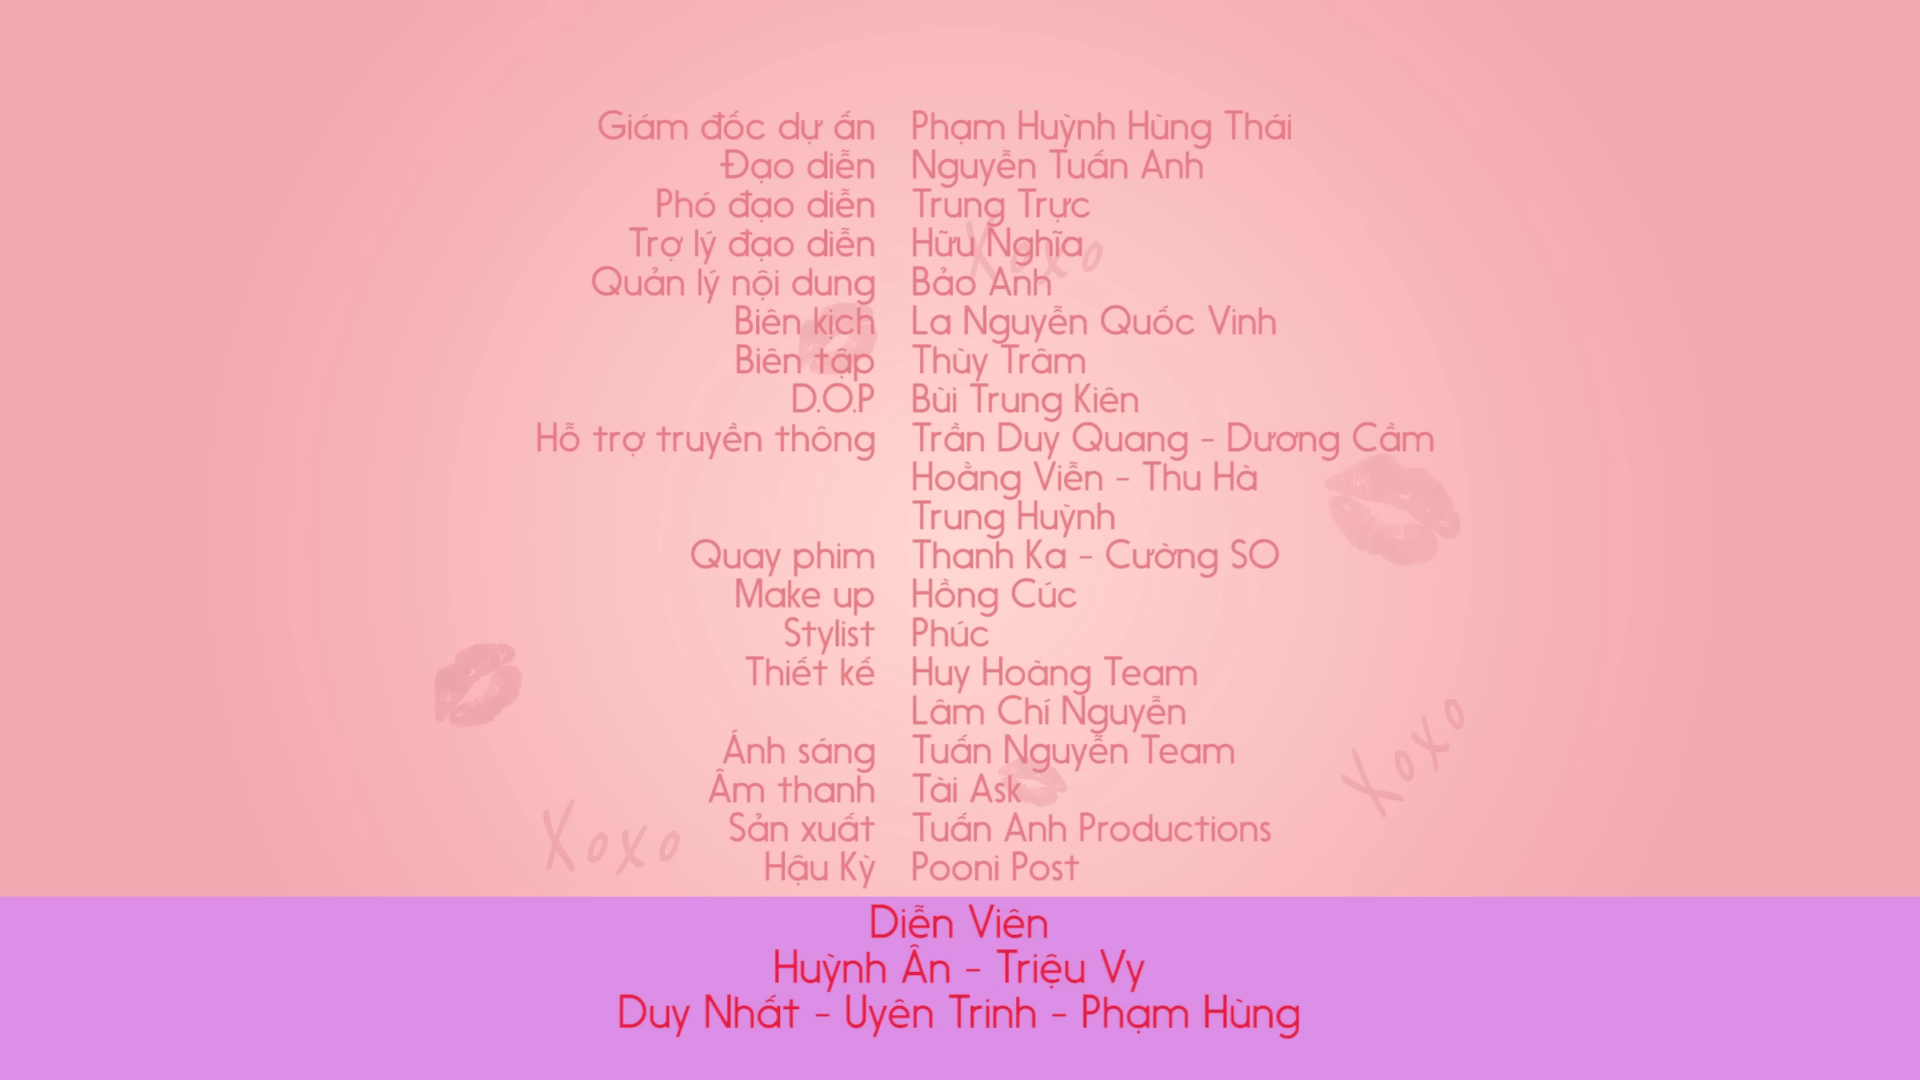 Giám đốc dự ấn Phạm Huỳnh Hùng Thái
Đạo diễn Nguyễn Tuấn Anh
Phó đạo diễn Trung Trực
Trợ lý đạo diễn Hữu Nghĩa
Xoxo
Quản lý nội dung Bảo Anh
Biên kịch La Nguyễn Quốc Vinh
Biên tập Thùy Trâm
D.O.P Bùi Trung Kiên
Hỗ trợ truyền thông Trần Duy Quang - Dương Cầm
Hoằng Viễn - Thu Hà
Trung Huỳnh
Quay phim Thanh Ka - Cường SO
Make up Hồng Cúc
Stylist Phúc
Thiết kế Huy Hoàng Team
Lâm Chí Nguyễn
Ánh sáng Tuấn Nguyễn Team
Xoxo
Âm thanh Tài Ask
Sản xuất Tuấn Anh Productions
Xoxo
Hậu Kỳ Pooni Post
Diễn Viên
Huỳnh Ân - Triệu Vy
Duy Nhất - Uyên Trinh - Phạm Hùng